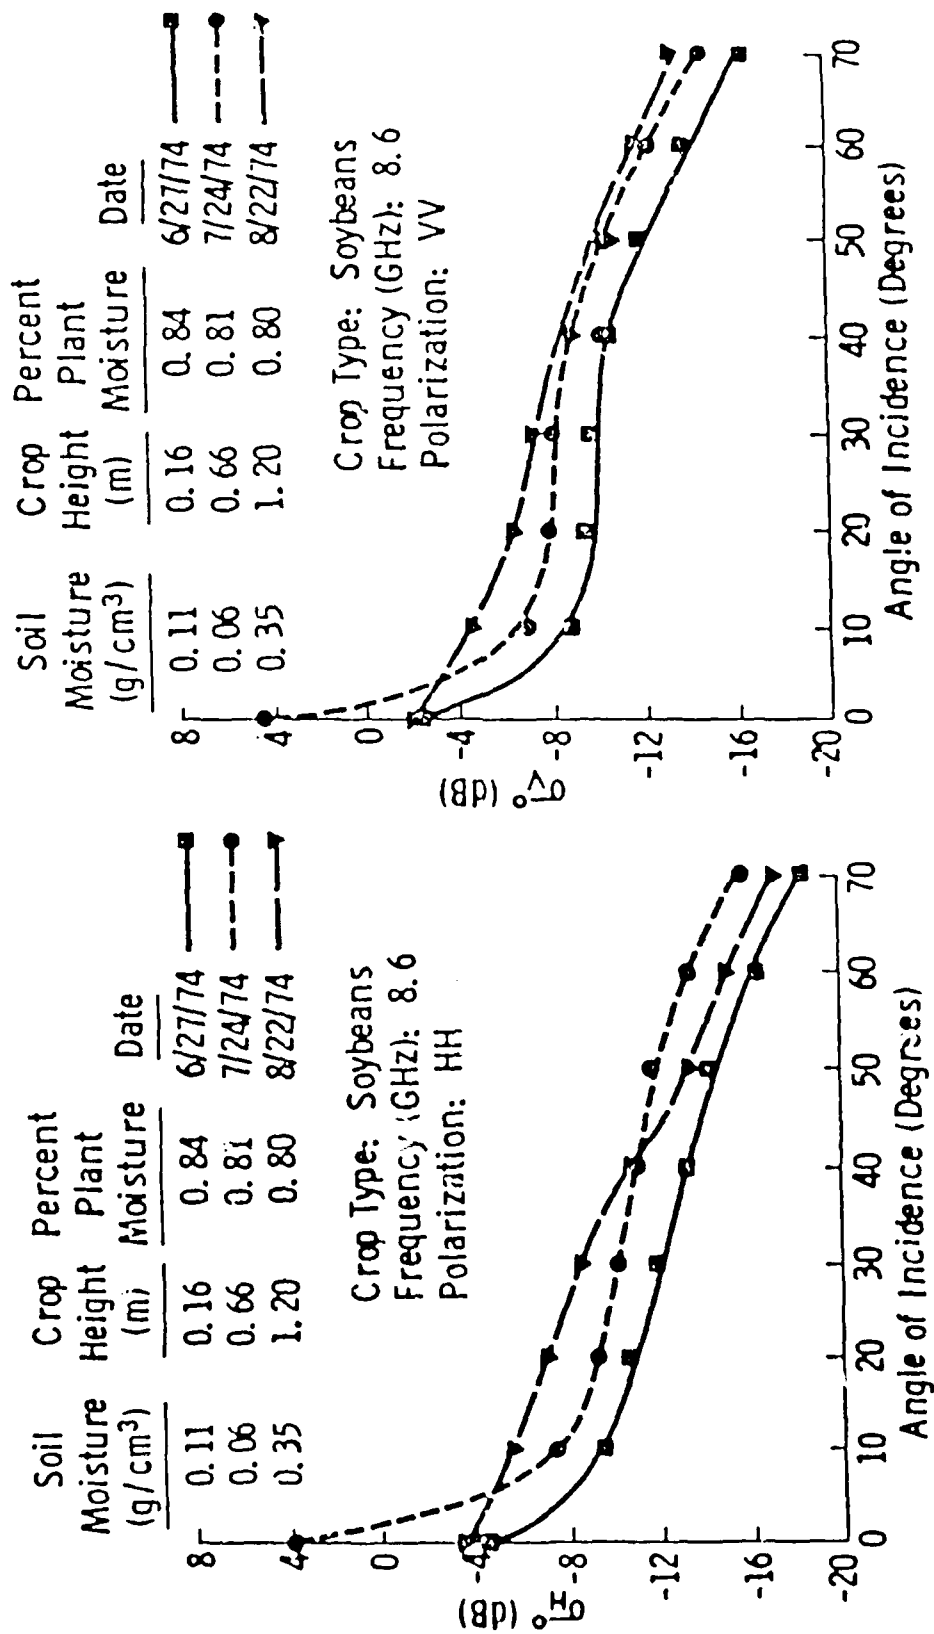 Soil Crop Percent
Moisture Height Plant
(g/cm³) (m) Moisture Date
0.11 0.16 0.84 6/27/74
0.06 0.66 0.81 7/24/74
0.35 1.20 0.80 8/22/74
Crop Type: Soybeans
Frequency (GHz): 8.6
Polarization: HH
8
4
0
-4
-8
-12
-16
-20
σ°H (dB)
0 10 20 30 40 50 60 70
Angle of Incidence (Degrees)
Soil Crop Percent
Moisture Height Plant
(g/cm³) (m) Moisture Date
0.11 0.16 0.84 6/27/74
0.06 0.66 0.81 7/24/74
0.35 1.20 0.80 8/22/74
Crop Type: Soybeans
Frequency (GHz): 8.6
Polarization: VV
8
4
0
-4
-8
-12
-16
-20
σ°V (dB)
0 10 20 30 40 50 60 70
Angle of Incidence (Degrees)